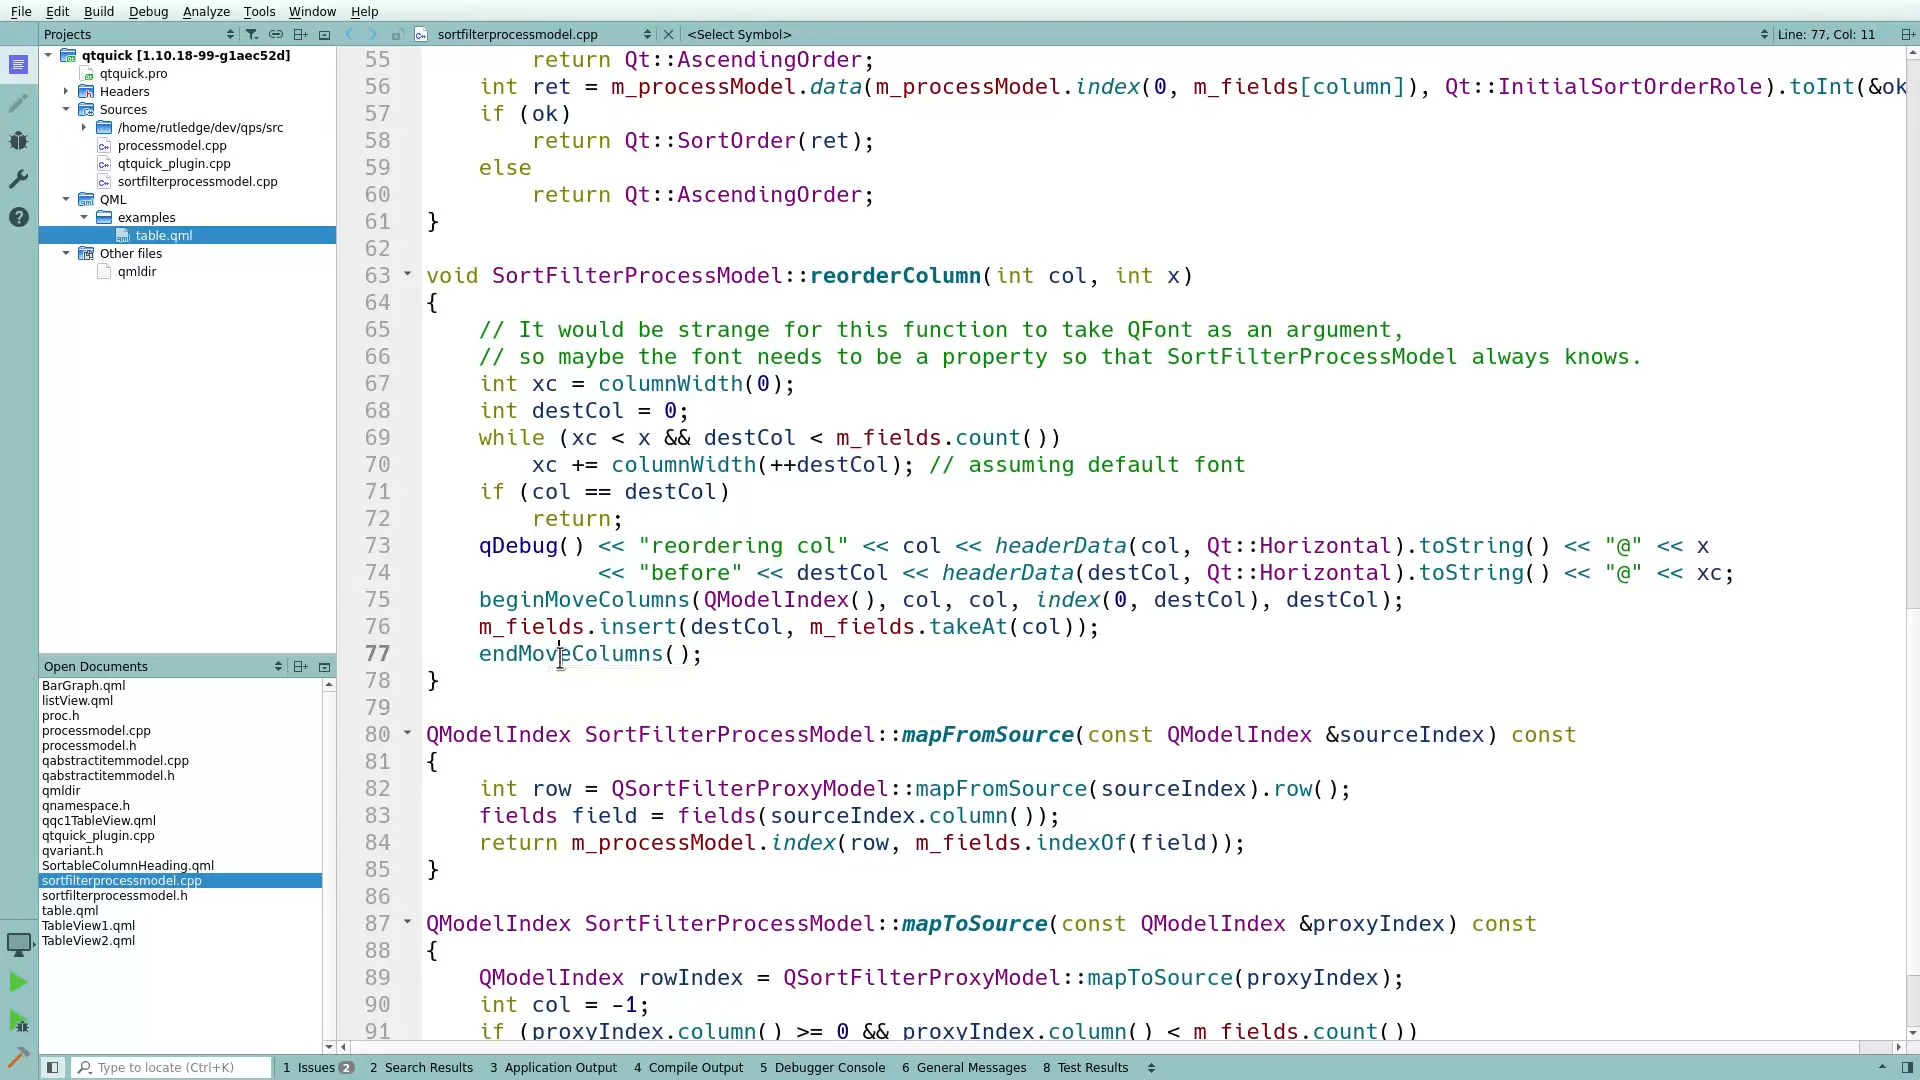 File Edit Build Debug Analyze Tools Window Help
Projects
sortfilterprocessmodel.cpp
<Select Symbol>
Line: 77, Col: 11
qtquick [1.10.18-99-g1aec52d]
qtquick.pro
Headers
Sources
/home/rutledge/dev/qps/src
processmodel.cpp
qtquick_plugin.cpp
sortfilterprocessmodel.cpp
QML
examples
table.qml
Other files
qmldir
55 return Qt::AscendingOrder;
56 int ret = m_processModel.data(m_processModel.index(0, m_fields[column]), Qt::InitialSortOrderRole).toInt(&ok
57 if (ok)
58 return Qt::SortOrder(ret);
59 else
60 return Qt::AscendingOrder;
61 }
62
63 void SortFilterProcessModel::reorderColumn(int col, int x)
64 {
65 // It would be strange for this function to take QFont as an argument,
66 // so maybe the font needs to be a property so that SortFilterProcessModel always knows.
67 int xc = columnWidth(0);
68 int destCol = 0;
69 while (xc < x && destCol < m_fields.count())
70 xc += columnWidth(++destCol); // assuming default font
71 if (col == destCol)
72 return;
73 qDebug() << "reordering col" << col << headerData(col, Qt::Horizontal).toString() << "@" << x
74 << "before" << destCol << headerData(destCol, Qt::Horizontal).toString() << "@" << xc;
75 beginMoveColumns(QModelIndex(), col, col, index(0, destCol), destCol);
76 m_fields.insert(destCol, m_fields.takeAt(col));
77 endMoveColumns();
78 }
79
80 QModelIndex SortFilterProcessModel::mapFromSource(const QModelIndex &sourceIndex) const
81 {
82 int row = QSortFilterProxyModel::mapFromSource(sourceIndex).row();
83 fields field = fields(sourceIndex.column());
84 return m_processModel.index(row, m_fields.indexOf(field));
85 }
86
87 QModelIndex SortFilterProcessModel::mapToSource(const QModelIndex &proxyIndex) const
88 {
89 QModelIndex rowIndex = QSortFilterProxyModel::mapToSource(proxyIndex);
90 int col = -1;
91 if (proxyIndex.column() >= 0 && proxyIndex.column() < m_fields.count())
Open Documents
BarGraph.qml
listView.qml
proc.h
processmodel.cpp
processmodel.h
qabstractitemmodel.cpp
qabstractitemmodel.h
qmldir
qnamespace.h
qqc1TableView.qml
qtquick_plugin.cpp
qvariant.h
SortableColumnHeading.qml
sortfilterprocessmodel.cpp
sortfilterprocessmodel.h
table.qml
TableView1.qml
TableView2.qml
Type to locate (Ctrl+K)
1 Issues 2
2 Search Results
3 Application Output
4 Compile Output
5 Debugger Console
6 General Messages
8 Test Results